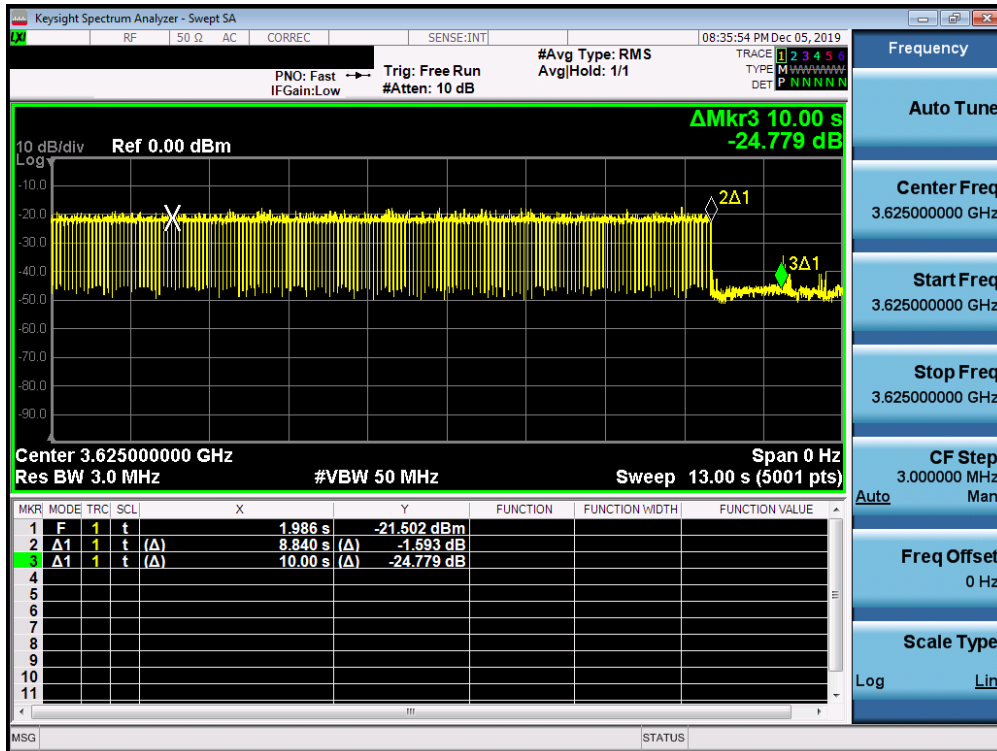 Keysight Spectrum Analyzer - Swept SA
LXI RF 50 Ω AC CORREC SENSE:INT 08:35:54 PM Dec 05, 2019
PNO: Fast Trig: Free Run #Avg Type: RMS TRACE 1 2 3 4 5 6
IFGain:Low #Atten: 10 dB Avg|Hold: 1/1 TYPE M WWWWW
DET P N N N N N
ΔMkr3 10.00 s
-24.779 dB
10 dB/div Ref 0.00 dBm
Log
-10.0
-20.0
-30.0
-40.0
-50.0
-60.0
-70.0
-80.0
-90.0
X
2Δ1
3Δ1
Center 3.625000000 GHz Span 0 Hz
Res BW 3.0 MHz #VBW 50 MHz Sweep 13.00 s (5001 pts)
MKR MODE TRC SCL X Y FUNCTION FUNCTION WIDTH FUNCTION VALUE
1 F 1 t 1.986 s -21.502 dBm
2 Δ1 1 t (Δ) 8.840 s (Δ) -1.593 dB
3 Δ1 1 t (Δ) 10.00 s (Δ) -24.779 dB
4
5
6
7
8
9
10
11
MSG STATUS
Frequency
Auto Tune
Center Freq
3.625000000 GHz
Start Freq
3.625000000 GHz
Stop Freq
3.625000000 GHz
CF Step
3.000000 MHz
Auto Man
Freq Offset
0 Hz
Scale Type
Log Lin